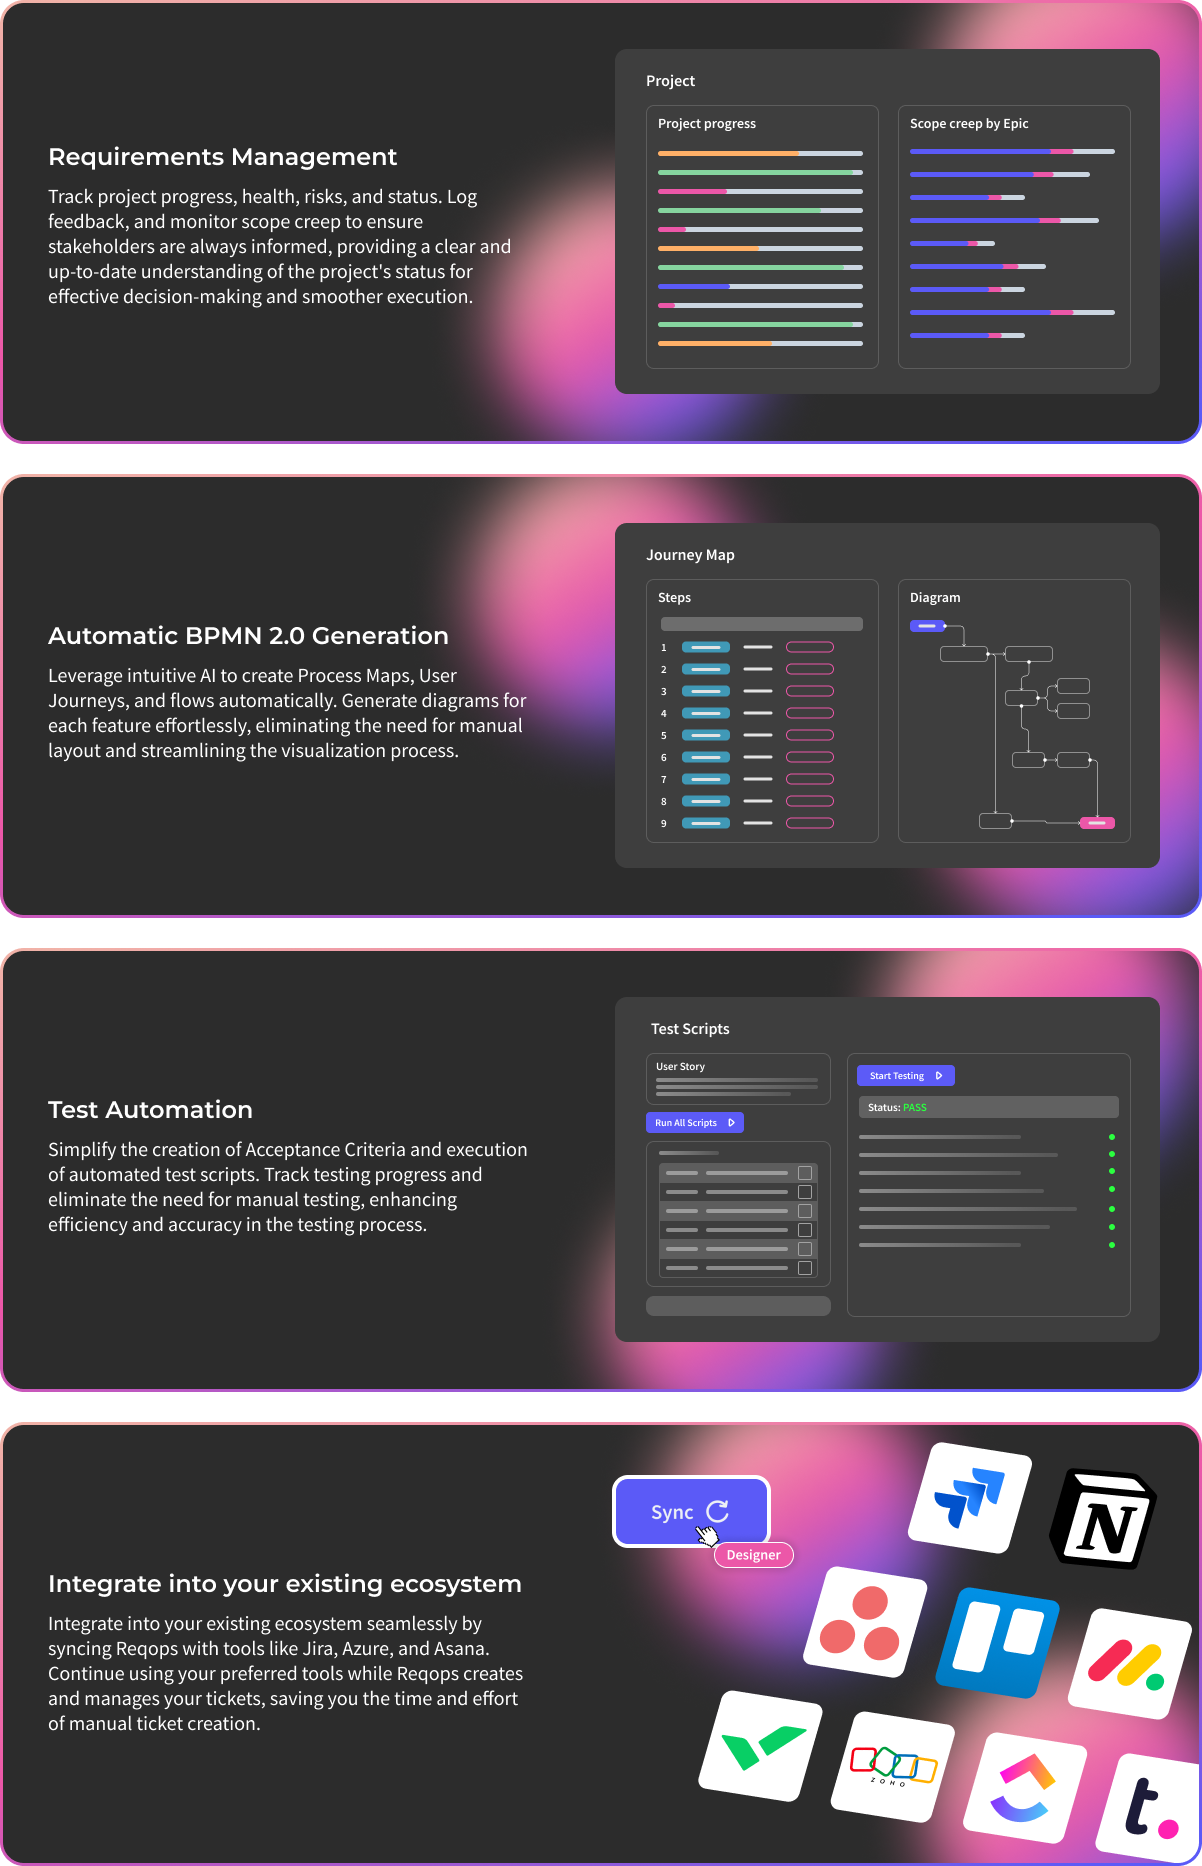 Requirements Management
Track project progress, health, risks, and status. Log
feedback, and monitor scope creep to ensure
stakeholders are always informed, providing a clear and
up-to-date understanding of the project's status for
effective decision-making and smoother execution.
Project
Project progress
Scope creep by Epic
Automatic BPMN 2.0 Generation
Leverage intuitive AI to create Process Maps, User
Journeys, and flows automatically. Generate diagrams for
each feature effortlessly, eliminating the need for manual
layout and streamlining the visualization process.
Journey Map
Steps
1
2
3
4
5
6
7
8
9
Diagram
Test Automation
Simplify the creation of Acceptance Criteria and execution
of automated test scripts. Track testing progress and
eliminate the need for manual testing, enhancing
efficiency and accuracy in the testing process.
Test Scripts
User Story
Run All Scripts
Start Testing
Status: PASS
Integrate into your existing ecosystem
Integrate into your existing ecosystem seamlessly by
syncing Reqops with tools like Jira, Azure, and Asana.
Continue using your preferred tools while Reqops creates
and manages your tickets, saving you the time and effort
of manual ticket creation.
Sync
Designer
N
ZOHO
t.